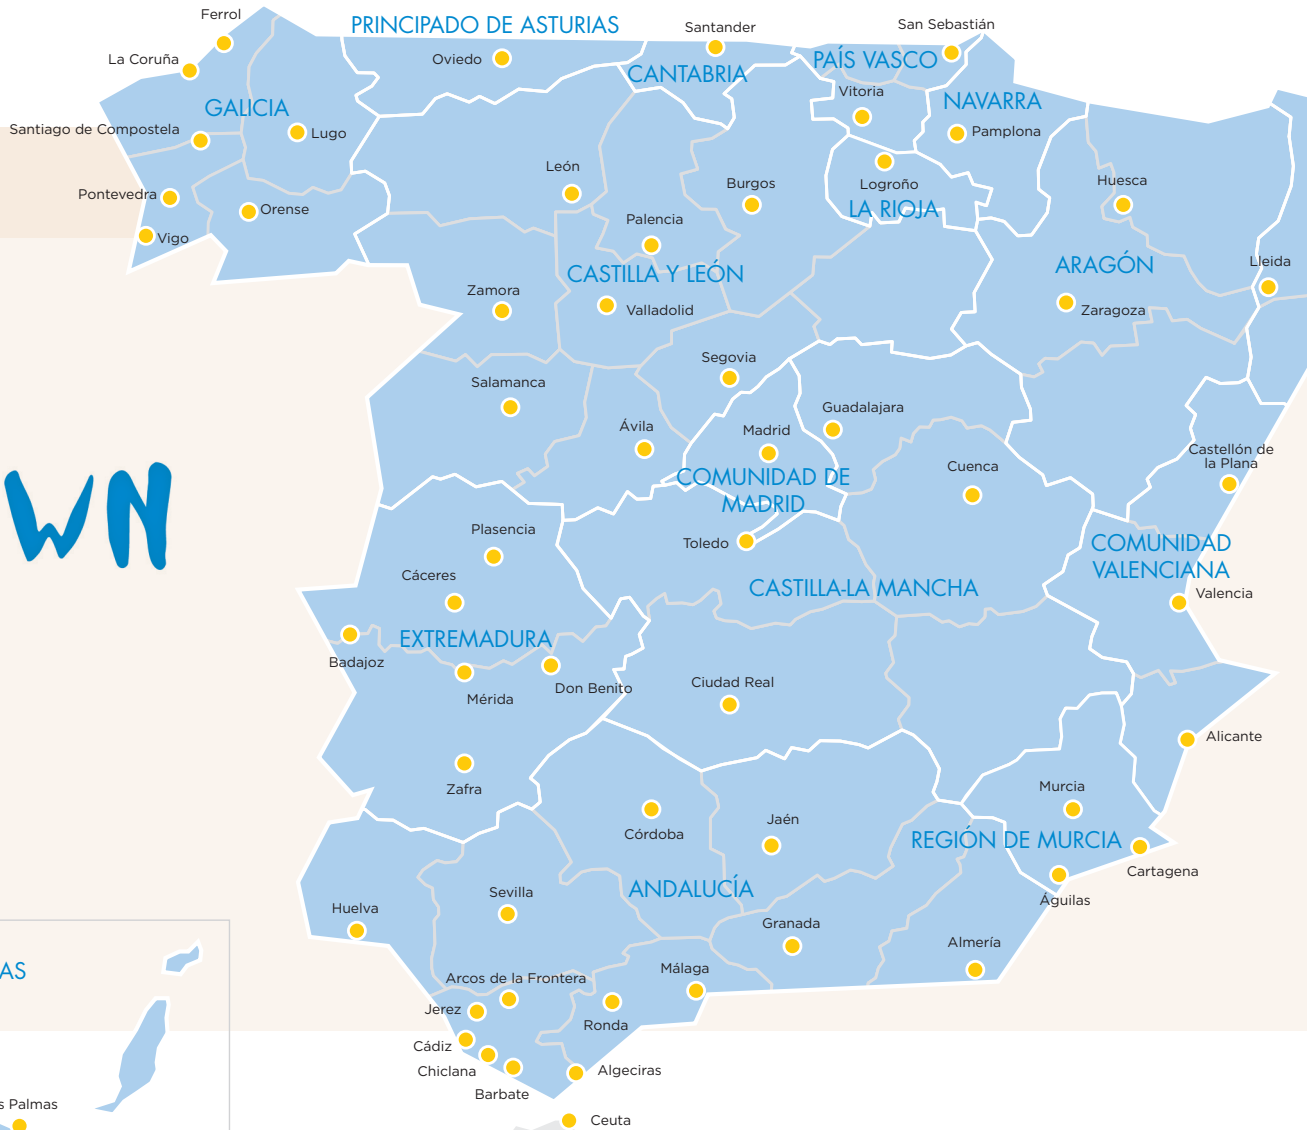 Ferrol
PRINCIPADO DE ASTURIAS
Santander
San Sebastián
La Coruña
Oviedo
CANTABRIA
PAÍS VASCO
Vitoria
GALICIA
NAVARRA
Santiago de Compostela
Lugo
Pamplona
León
Burgos
Logroño
Huesca
Pontevedra
Orense
Palencia
LA RIOJA
Vigo
CASTILLA Y LEÓN
ARAGÓN
Lleida
Zamora
Valladolid
Zaragoza
Segovia
Salamanca
Ávila
Madrid
Guadalajara
Castellón de
la Plana
Cuenca
COMUNIDAD DE
MADRID
WN
Plasencia
Toledo
COMUNIDAD
VALENCIANA
Cáceres
CASTILLA-LA MANCHA
Valencia
EXTREMADURA
Badajoz
Mérida
Don Benito
Ciudad Real
Alicante
Zafra
Murcia
Córdoba
Jaén
REGIÓN DE MURCIA
Cartagena
Sevilla
ANDALUCÍA
Águilas
Huelva
Granada
Almería
AS
Málaga
Arcos de la Frontera
Jerez
Ronda
Cádiz
Chiclana
Algeciras
Barbate
s Palmas
Ceuta